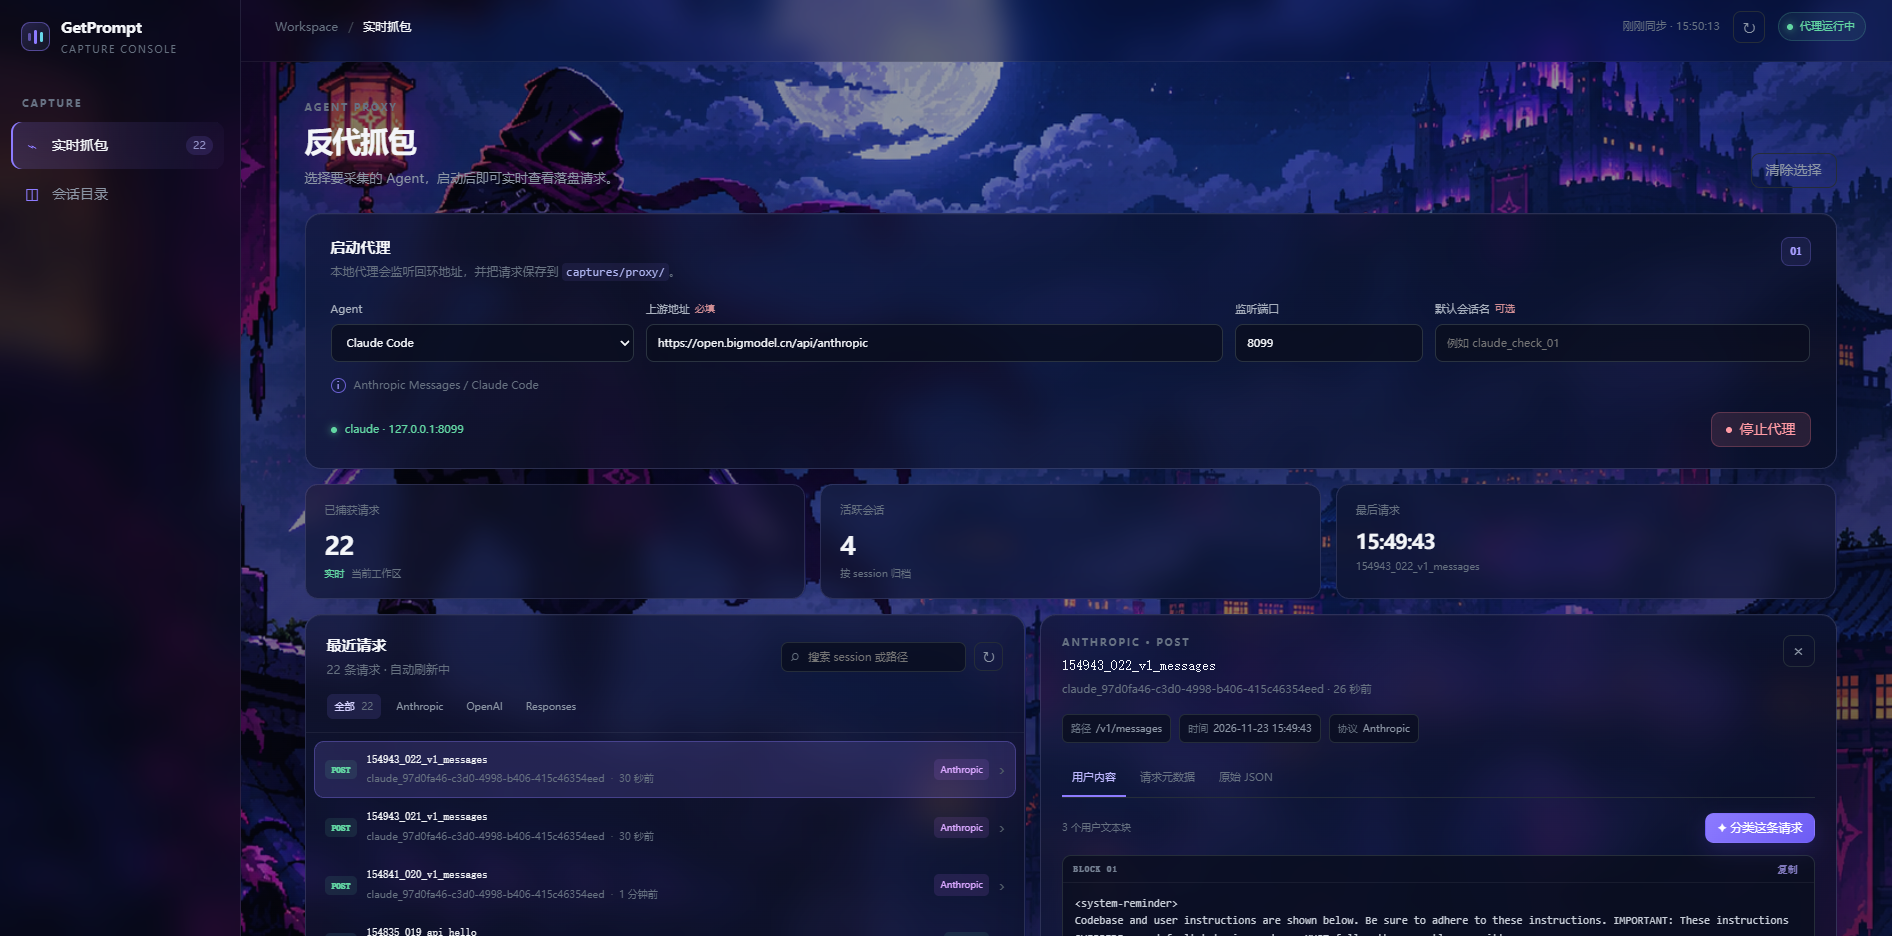 GetPrompt
CAPTURE CONSOLE
CAPTURE
实时抓包 22
会话目录
Workspace / 实时抓包
刚刚同步 · 15:50:13
代理运行中
AGENT PROXY
反代抓包
选择要采集的 Agent，启动后即可实时查看落盘请求。
清除选择
启动代理
01
本地代理会监听回环地址，并把请求保存到 captures/proxy/ 。
Agent
上游地址 必填
监听端口
默认会话名 可选
Claude Code
https://open.bigmodel.cn/api/anthropic
8099
例如 claude_check_01
Anthropic Messages / Claude Code
claude · 127.0.0.1:8099
停止代理
已捕获请求
22
实时 当前工作区
活跃会话
4
按 session 归档
最后请求
15:49:43
154943_022_v1_messages
最近请求
22 条请求 · 自动刷新中
搜索 session 或路径
全部 22
Anthropic
OpenAI
Responses
POST
154943_022_v1_messages
claude_97d0fa46-c3d0-4998-b406-415c46354eed · 30 秒前
Anthropic
POST
154943_021_v1_messages
claude_97d0fa46-c3d0-4998-b406-415c46354eed · 30 秒前
Anthropic
POST
154841_020_v1_messages
claude_97d0fa46-c3d0-4998-b406-415c46354eed · 1 分钟前
Anthropic
154835_019_api_hello
ANTHROPIC • POST
154943_022_v1_messages
claude_97d0fa46-c3d0-4998-b406-415c46354eed · 26 秒前
路径 /v1/messages
时间 2026-11-23 15:49:43
协议 Anthropic
用户内容
请求元数据
原始 JSON
3 个用户文本块
✦ 分类这条请求
BLOCK 01
复制
<system-reminder>
Codebase and user instructions are shown below. Be sure to adhere to these instructions. IMPORTANT: These instructions